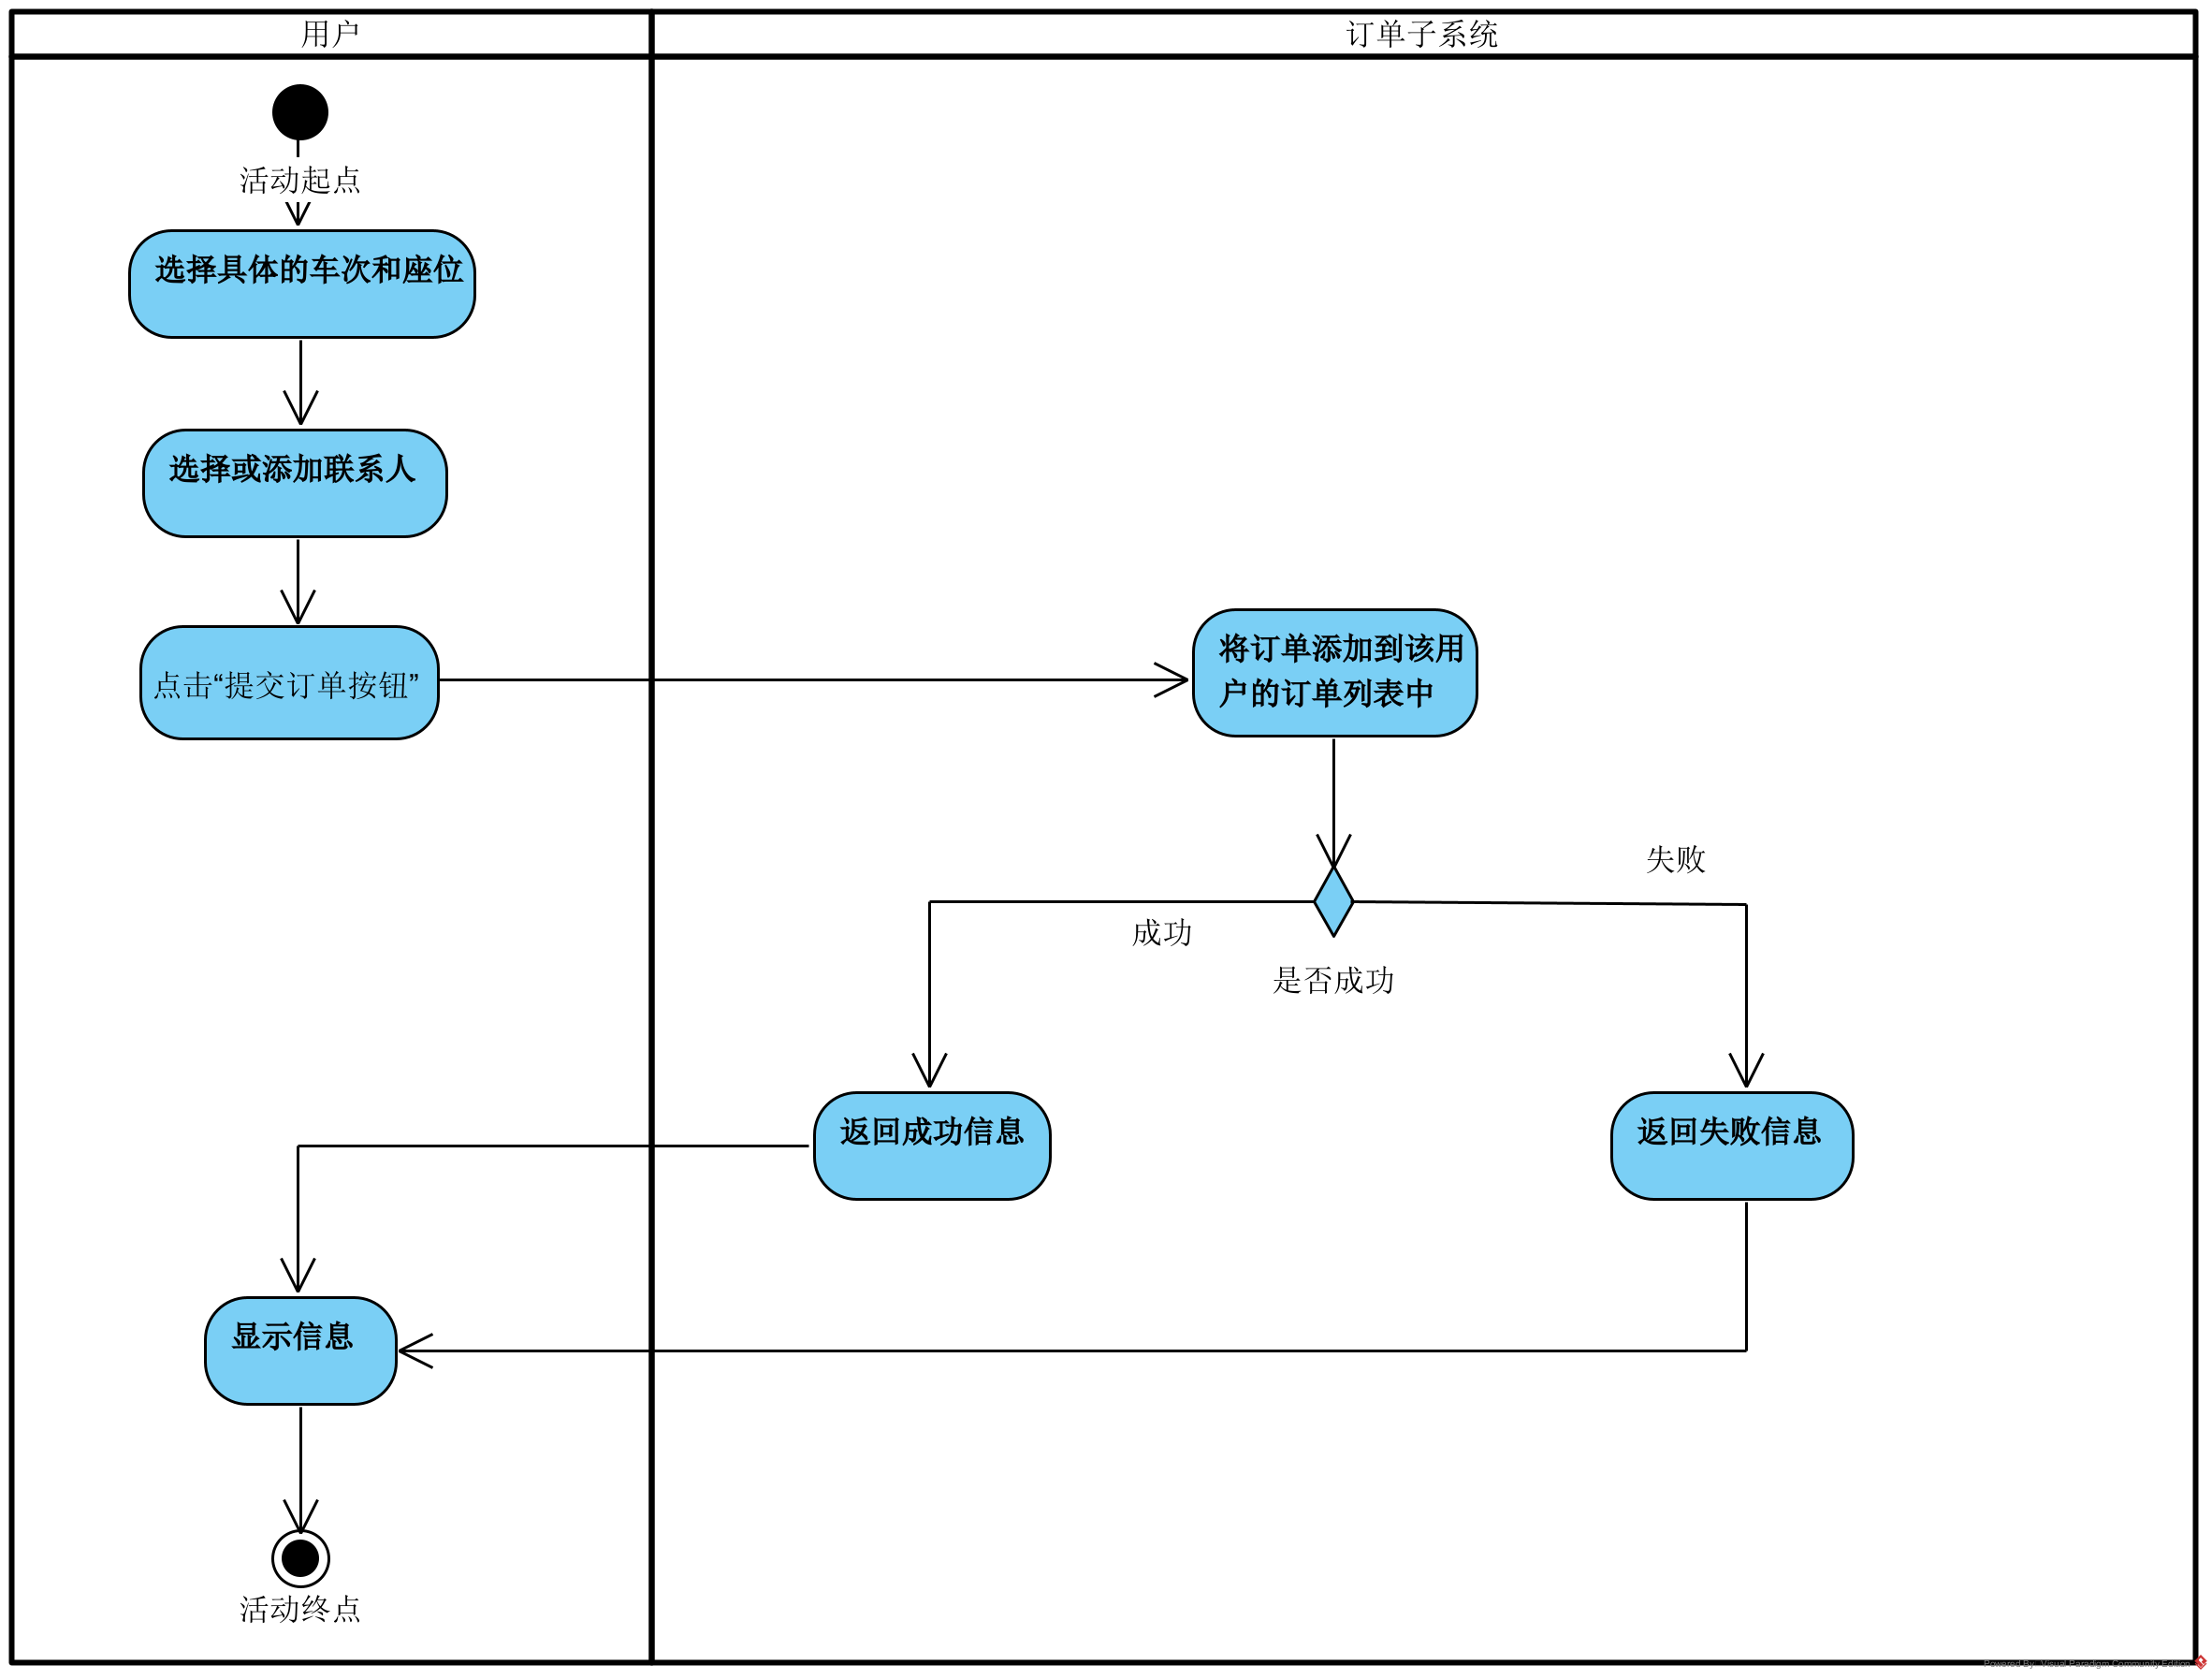 用户
订单子系统
活动起点
选择具体的车次和座位
选择或添加联系人
点击“提交订单按钮”
将订单添加到该用
户的订单列表中
失败
成功
是否成功
返回成功信息
返回失败信息
显示信息
活动终点
Powered By Visual Paradigm Community Edition